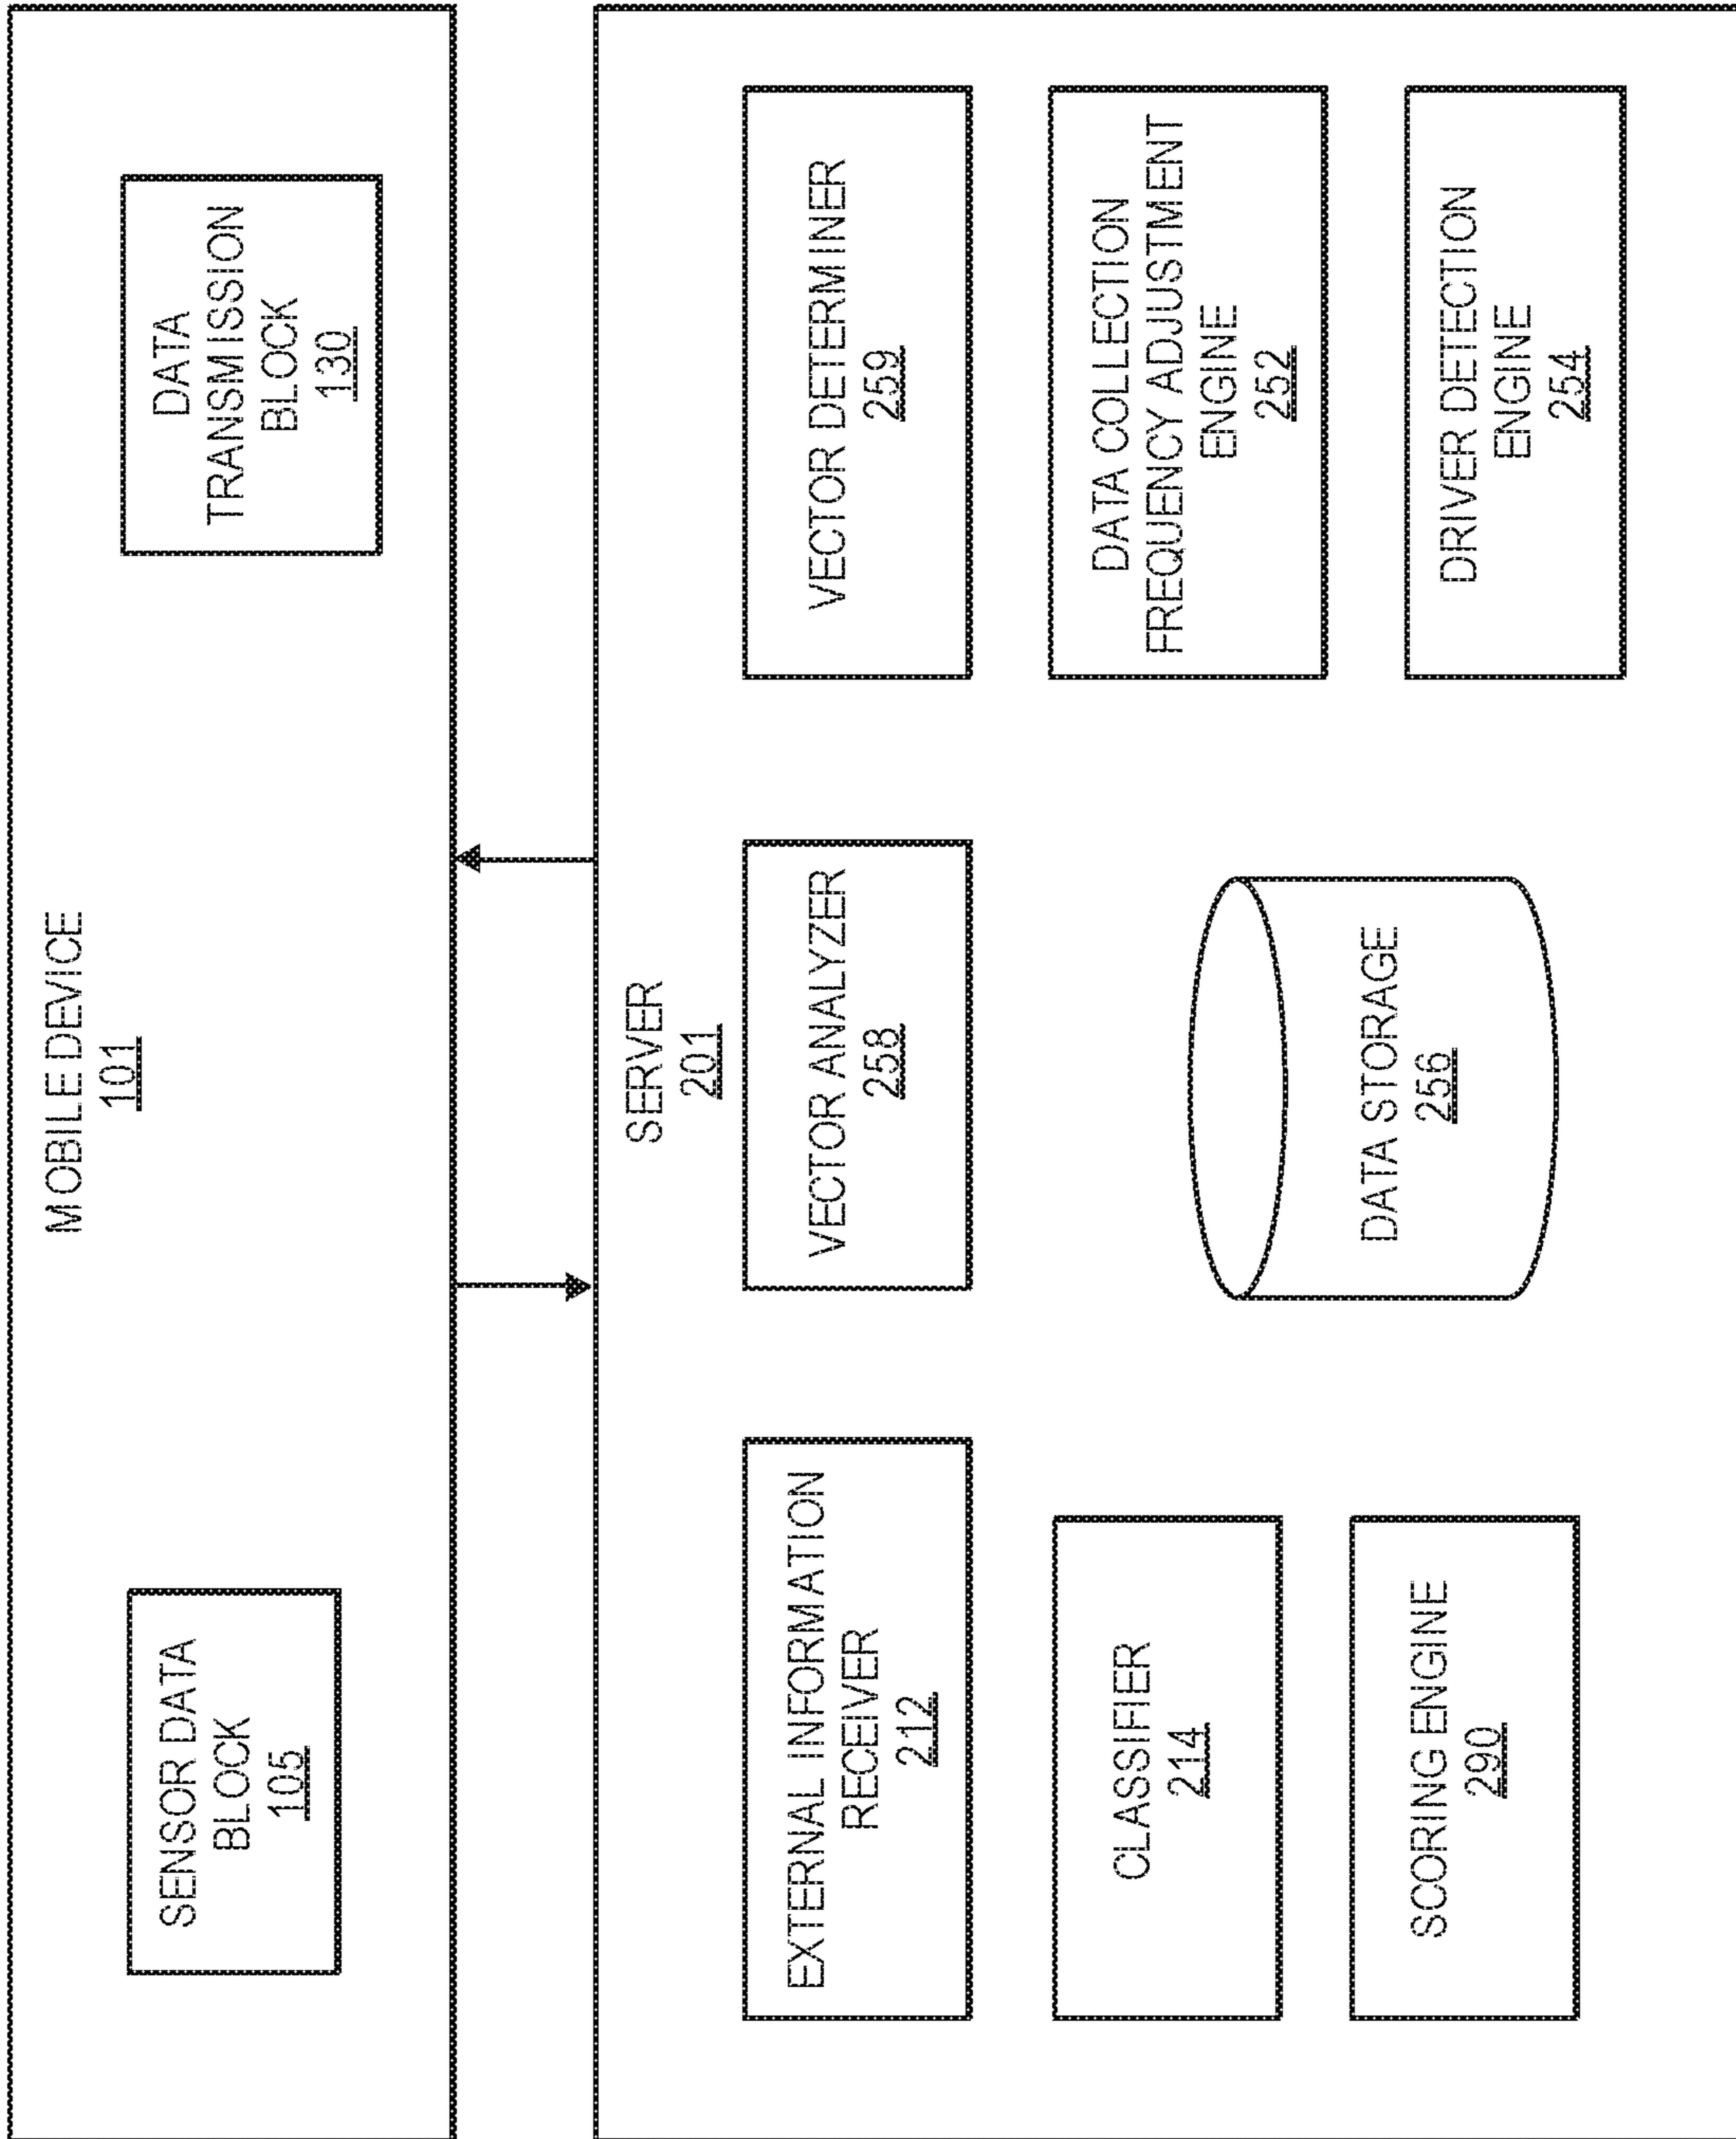 MOBILE DEVICE
101
SENSOR DATA
BLOCK
105
DATA
TRANSMISSION
BLOCK
130
SERVER
201
EXTERNAL INFORMATION
RECEIVER
212
VECTOR ANALYZER
258
VECTOR DETERMINER
259
CLASSIFIER
214
DATA COLLECTION
FREQUENCY ADJUSTMENT
ENGINE
252
SCORING ENGINE
290
DATA STORAGE
256
DRIVER DETECTION
ENGINE
254